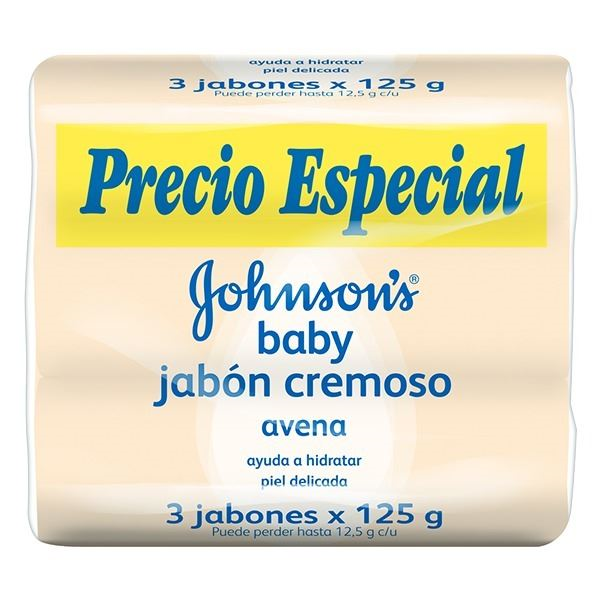 ayuda a hidratar
piel delicada
3 jabones x 125 g
Puede perder hasta 12,5 g c/u
Precio Especial
Johnson's®
baby
jabón cremoso
avena
ayuda a hidratar
piel delicada
3 jabones x 125 g
Puede perder hasta 12,5 g c/u